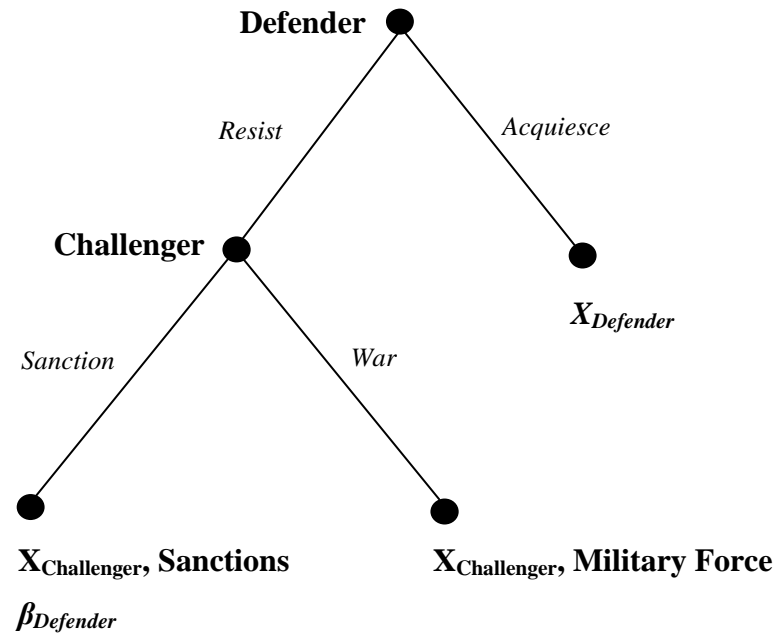 Defender
Resist
Acquiesce
Challenger
X_Defender
Sanction
War
X_Challenger, Sanctions
X_Challenger, Military Force
β_Defender